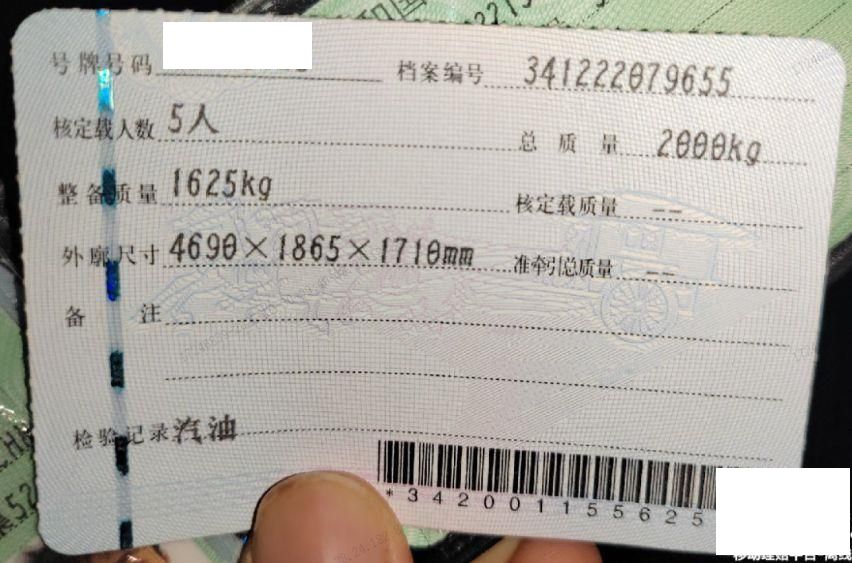 号牌号码
档案编号 341222079655
核定载人数 5人
总质量 2000kg
整备质量 1625kg
核定载质量 --
外廓尺寸 4690×1865×1710mm
准牵引总质量 --
备注
检验记录 汽油
*342001155625